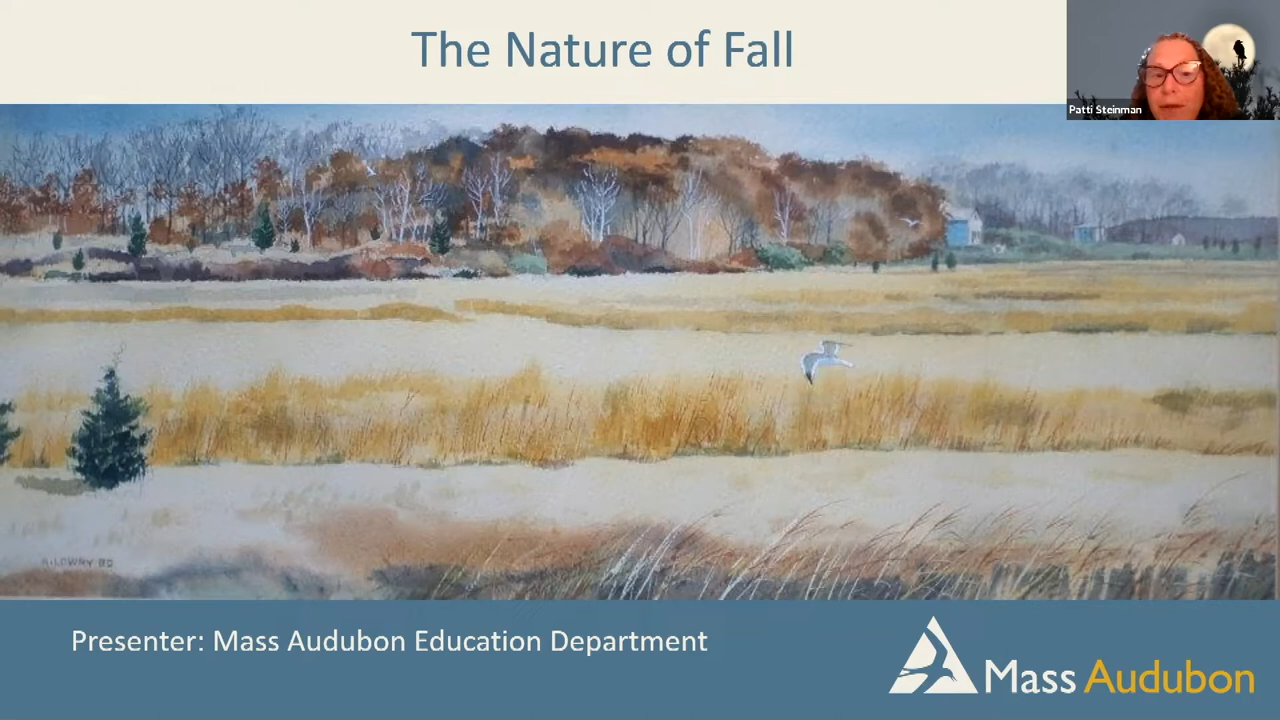 The Nature of Fall
Patti Steinman
Presenter: Mass Audubon Education Department
Mass Audubon